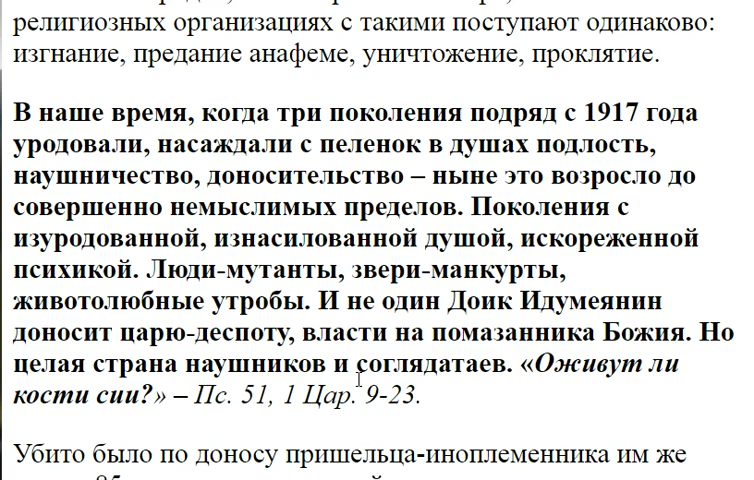 религиозных организациях с такими поступают одинаково:
изгнание, предание анафеме, уничтожение, проклятие.
В наше время, когда три поколения подряд с 1917 года
уродовали, насаждали с пеленок в душах подлость,
наушничество, доносительство – ныне это возросло до
совершенно немыслимых пределов. Поколения с
изуродованной, изнасилованной душой, искореженной
психикой. Люди-мутанты, звери-манкурты,
животолюбные утробы. И не один Доик Идумеянин
доносит царю-деспоту, власти на помазанника Божия. Но
целая страна наушников и соглядатаев. «Оживут ли
кости сии?» – Пс. 51, 1 Цар. 9-23.
Убито было по доносу пришельца-иноплеменника им же